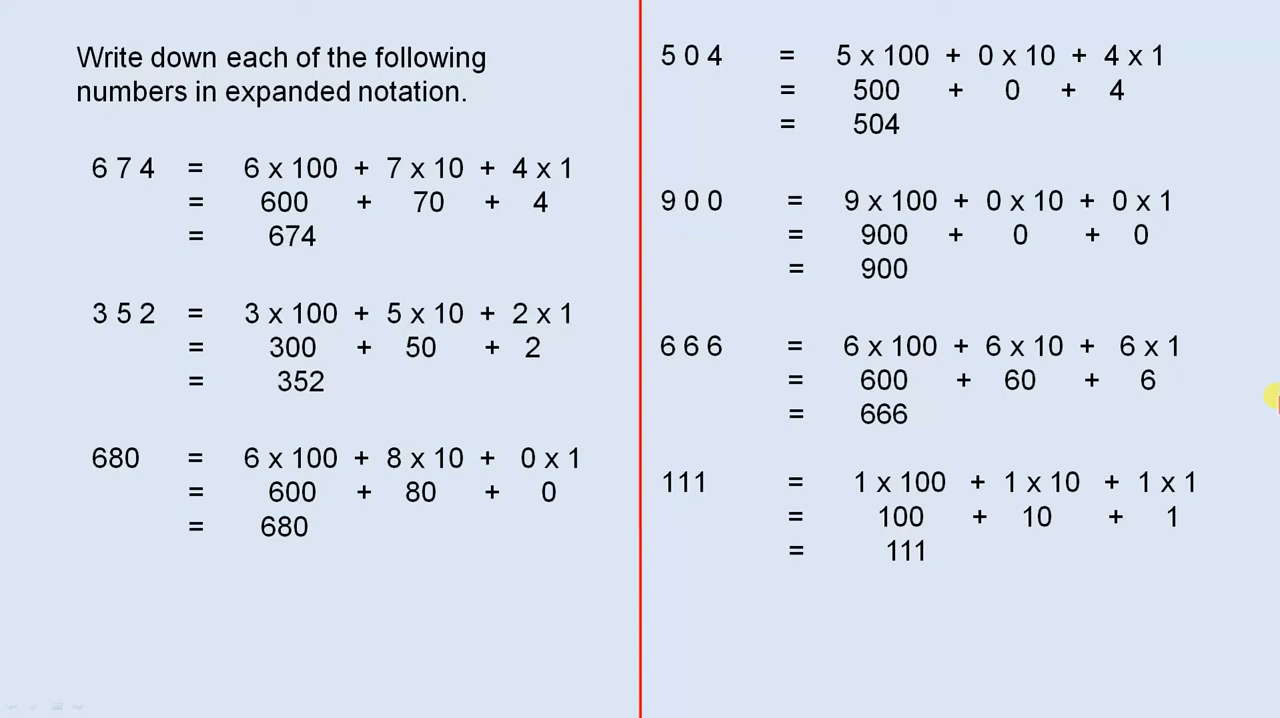 Write down each of the following
numbers in expanded notation.
6 7 4 = 6 x 100 + 7 x 10 + 4 x 1
= 600 + 70 + 4
= 674
3 5 2 = 3 x 100 + 5 x 10 + 2 x 1
= 300 + 50 + 2
= 352
680 = 6 x 100 + 8 x 10 + 0 x 1
= 600 + 80 + 0
= 680
5 0 4 = 5 x 100 + 0 x 10 + 4 x 1
= 500 + 0 + 4
= 504
9 0 0 = 9 x 100 + 0 x 10 + 0 x 1
= 900 + 0 + 0
= 900
6 6 6 = 6 x 100 + 6 x 10 + 6 x 1
= 600 + 60 + 6
= 666
111 = 1 x 100 + 1 x 10 + 1 x 1
= 100 + 10 + 1
= 111